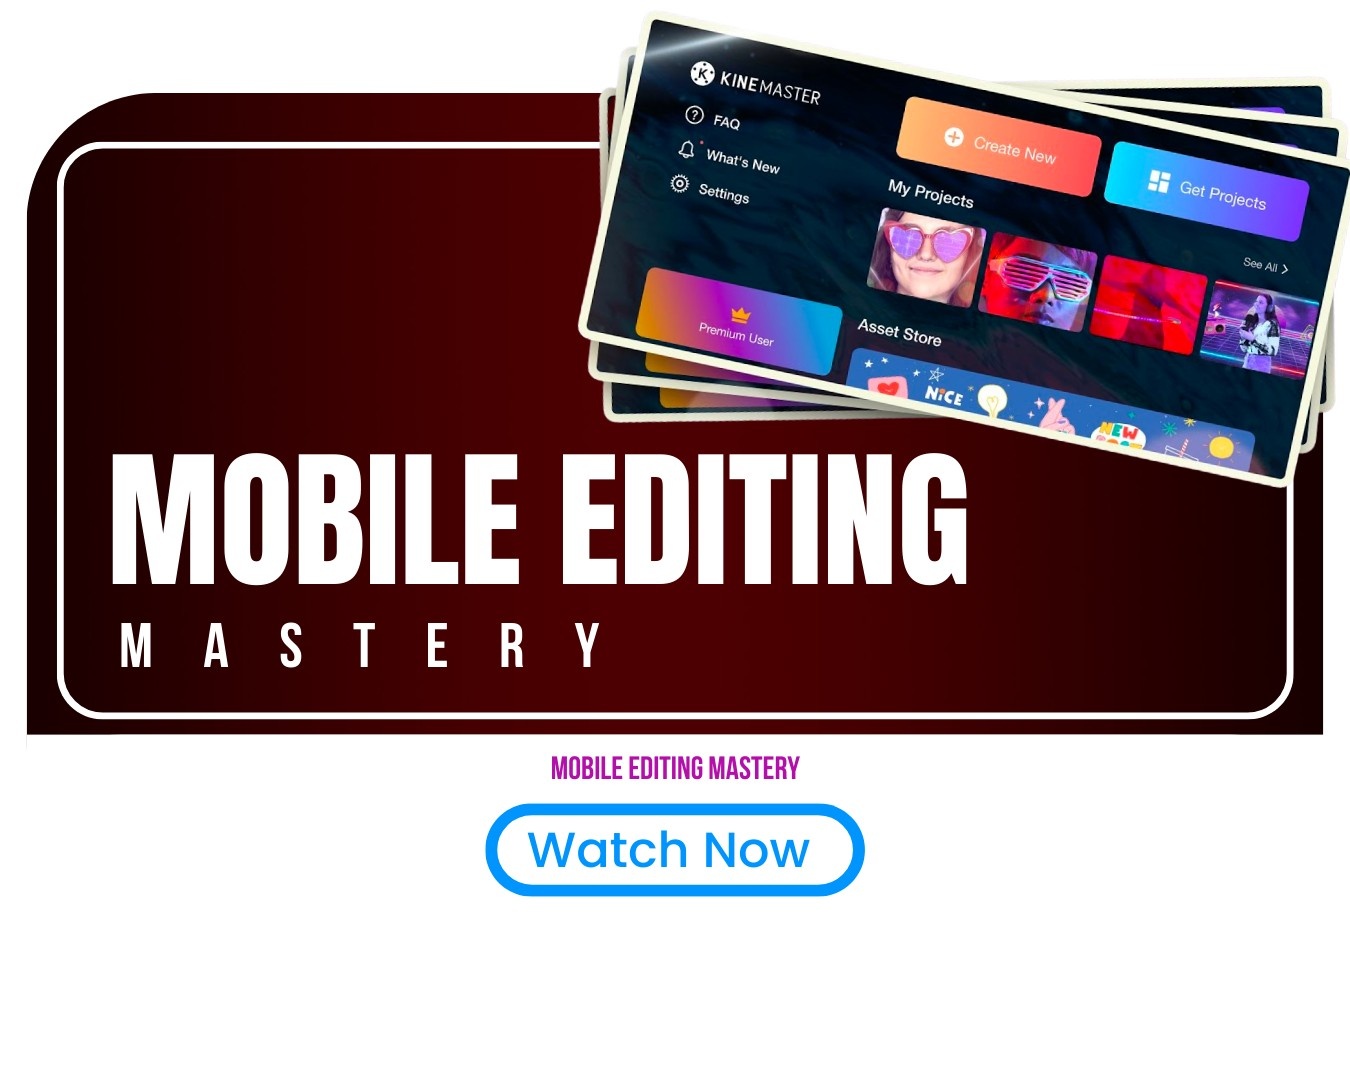 KINEMASTER
FAQ
What's New
Settings
Create New
Get Projects
My Projects
See All
Premium User
Asset Store
NiCE
NEW
MOBILE EDITING
MASTERY
MOBILE EDITING MASTERY
Watch Now